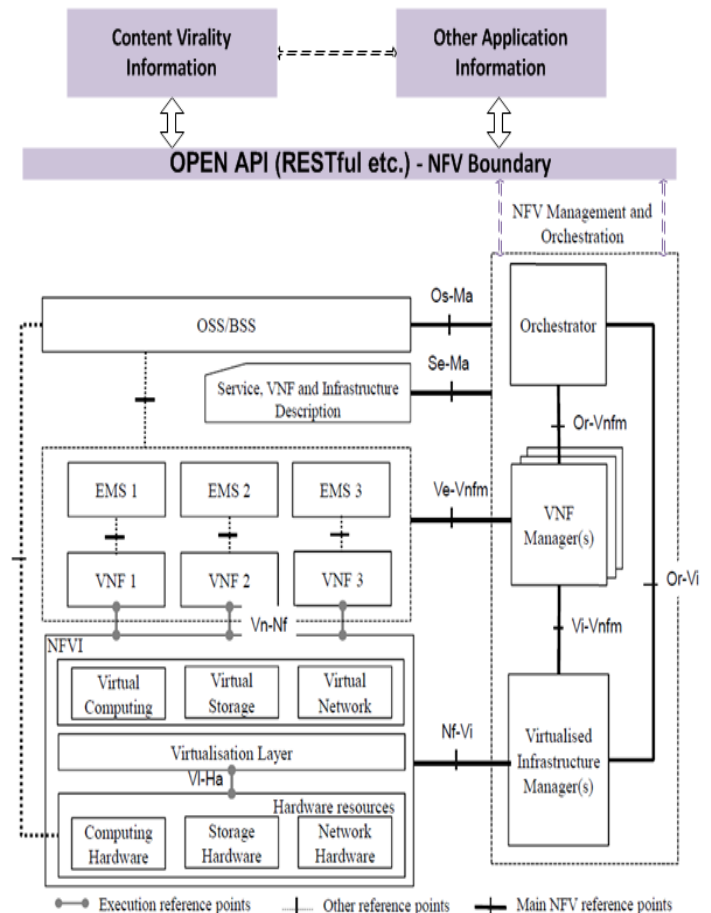 Content Virality
Information
Other Application
Information
OPEN API (RESTful etc.) - NFV Boundary
NFV Management and
Orchestration
Os-Ma
OSS/BSS
Orchestrator
Se-Ma
Service, VNF and Infrastructure
Description
Or-Vnfm
EMS 1
EMS 2
EMS 3
Ve-Vnfm
VNF
Manager(s)
VNF 1
VNF 2
VNF 3
Or-Vi
Vn-Nf
Vi-Vnfm
NFVI
Virtual
Computing
Virtual
Storage
Virtual
Network
Nf-Vi
Virtualised
Infrastructure
Manager(s)
Virtualisation Layer
Vl-Ha
Hardware resources
Computing
Hardware
Storage
Hardware
Network
Hardware
Execution reference points
Other reference points
Main NFV reference points